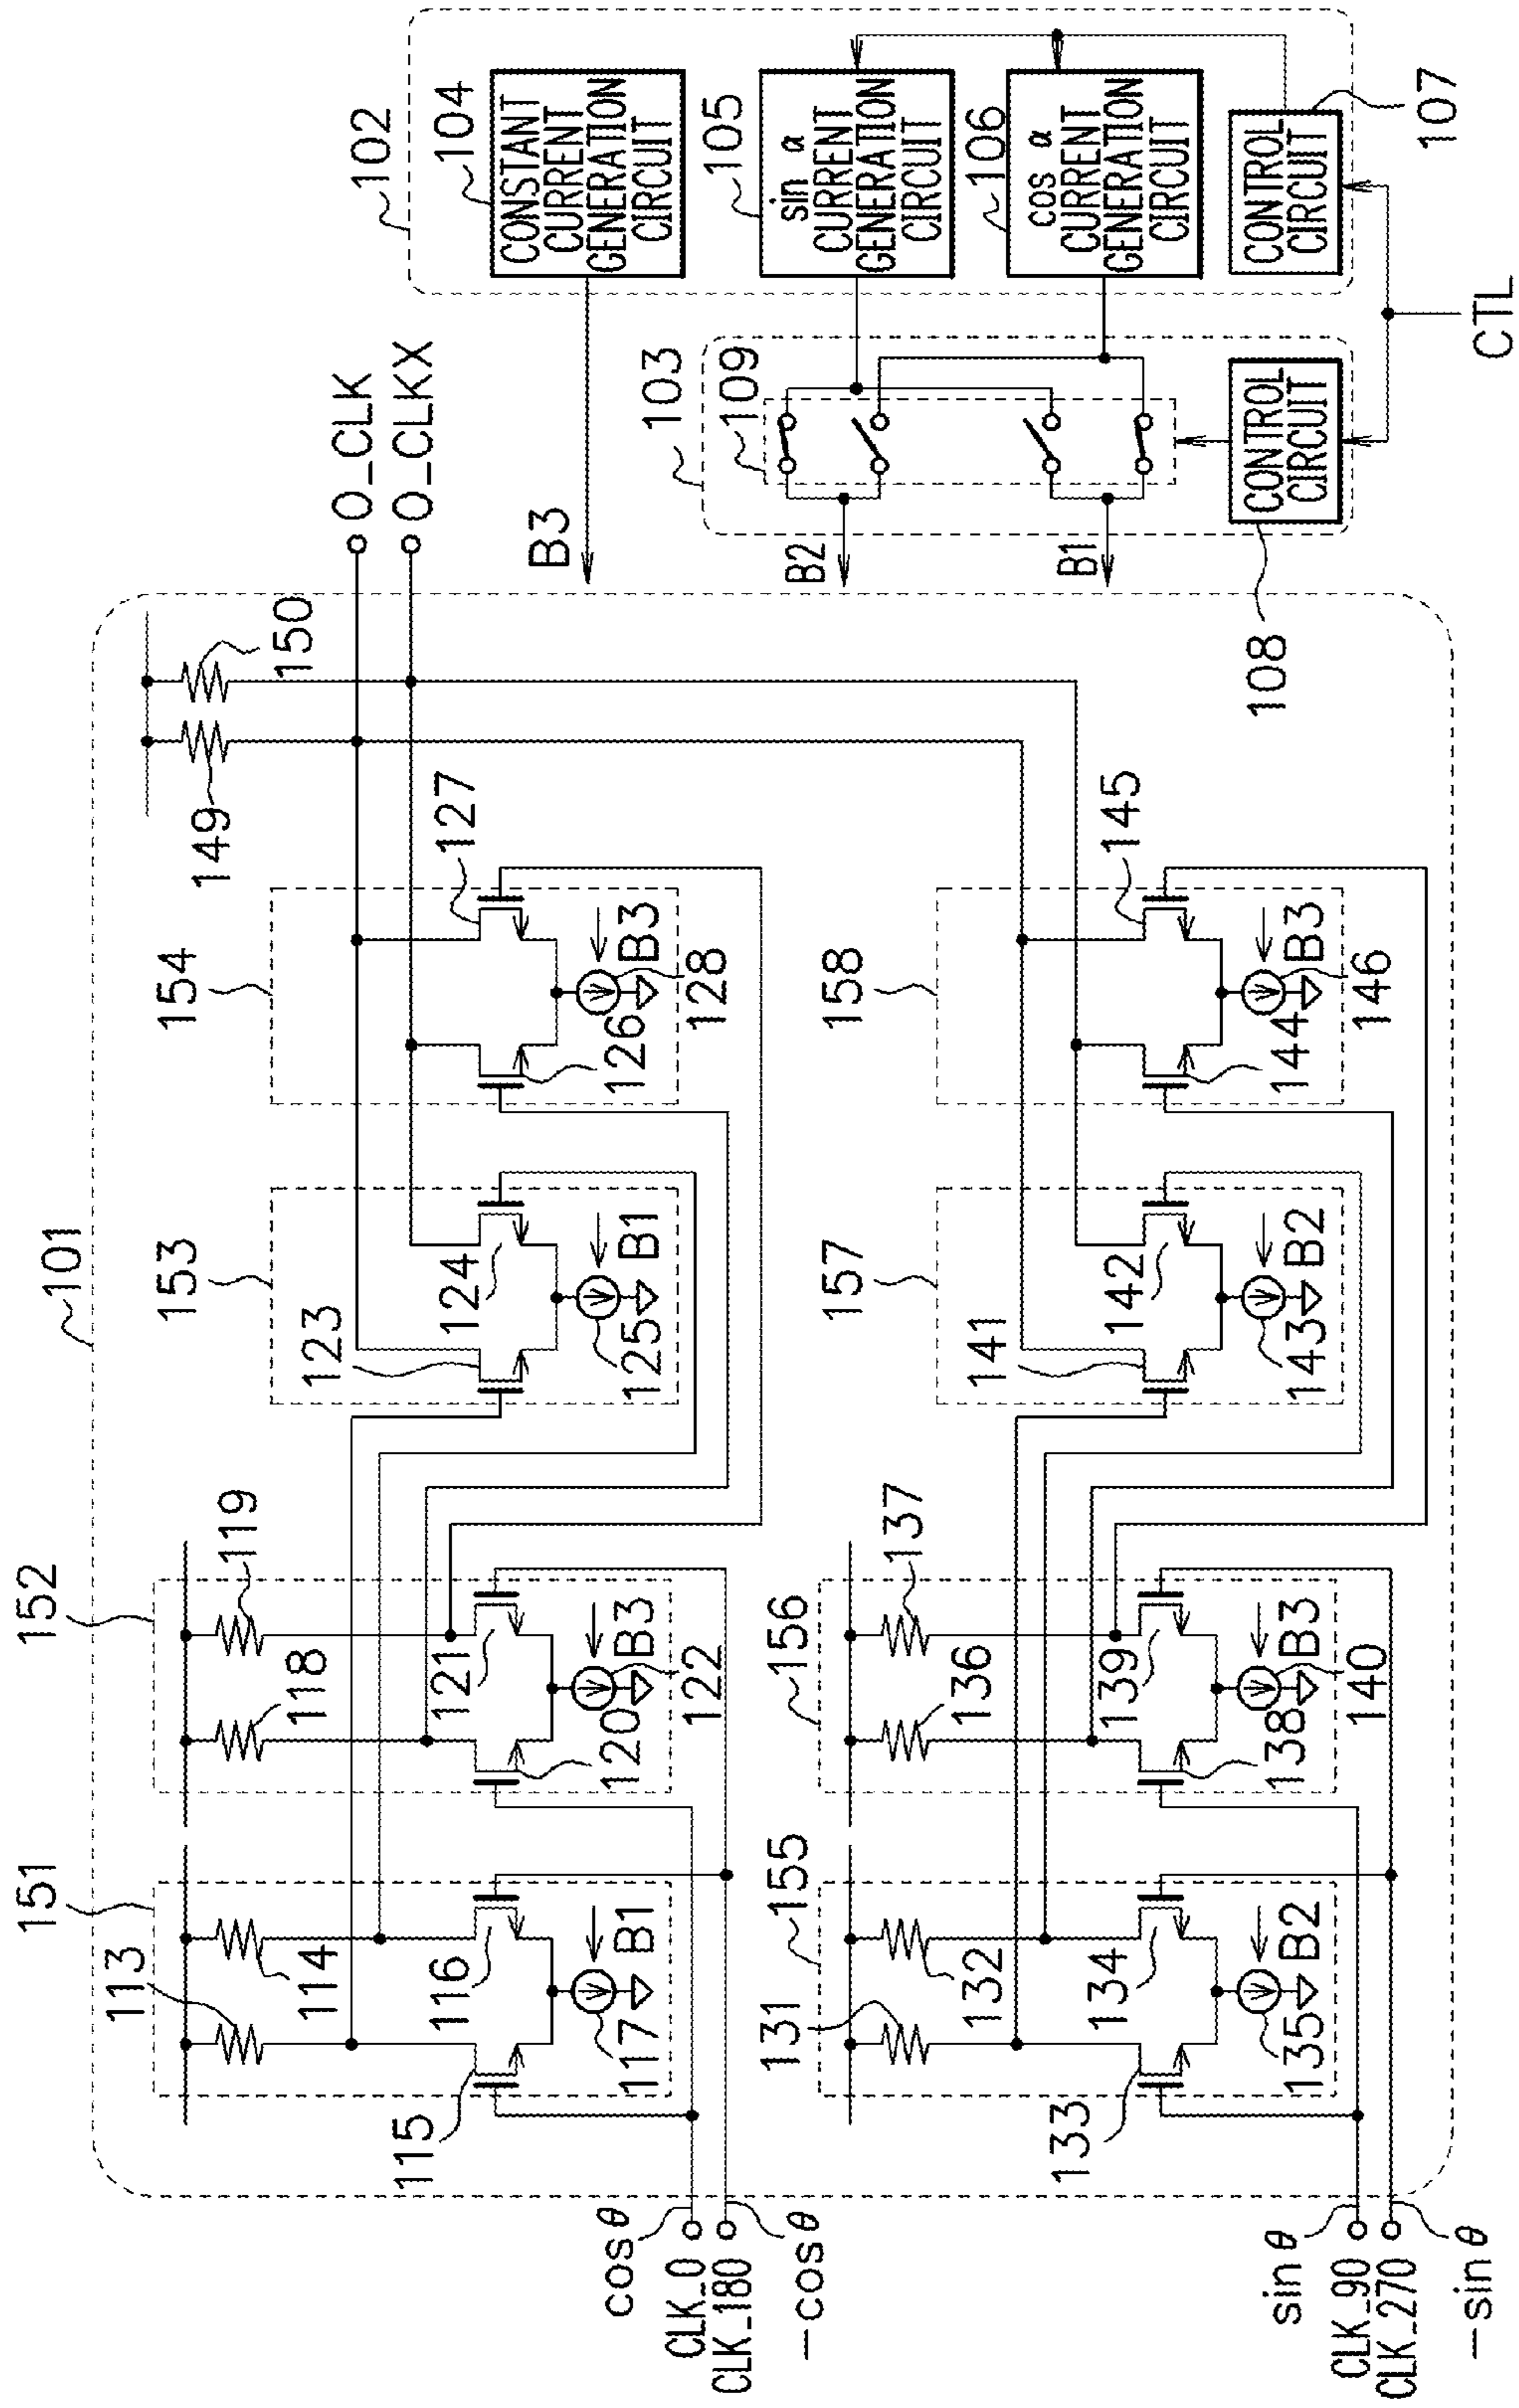 101
151
113
114
115
116
117
B1
152
118
119
120
121
122
B3
153
123
124
125
B1
154
126
127
128
B3
149
150
O_CLK
O_CLKX
cos θ
CLK_0
CLK_180
−cos θ
155
131
132
133
134
135
B2
156
136
137
138
139
140
B3
157
141
142
143
B2
158
144
145
146
B3
sin θ
CLK_90
CLK_270
−sin θ
102
104
CONSTANT
CURRENT
GENERATION
CIRCUIT
B3
105
sin α
CURRENT
GENERATION
CIRCUIT
106
cos α
CURRENT
GENERATION
CIRCUIT
CONTROL
CIRCUIT
107
103
109
B2
B1
CONTROL
CIRCUIT
108
CTL